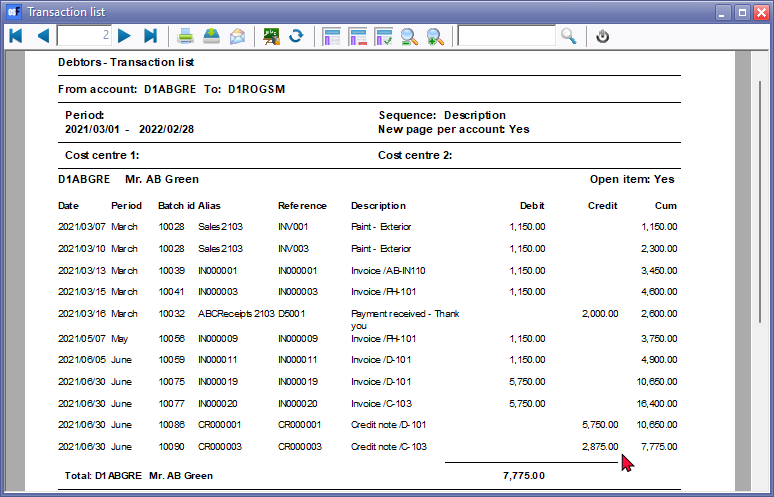 Transaction list
2
Debtors - Transaction list
From account: D1ABGRE To: D1ROGSM
Period: Sequence: Description
2021/03/01 - 2022/02/28 New page per account: Yes
Cost centre 1: Cost centre 2:
D1ABGRE Mr. AB Green Open item: Yes
Date Period Batch id Alias Reference Description Debit Credit Cum
2021/03/07 March 10028 Sales2103 INV001 Paint - Exterior 1,150.00 1,150.00
2021/03/10 March 10028 Sales2103 INV003 Paint - Exterior 1,150.00 2,300.00
2021/03/13 March 10039 IN000001 IN000001 Invoice /AB-IN110 1,150.00 3,450.00
2021/03/15 March 10041 IN000003 IN000003 Invoice /PH-101 1,150.00 4,600.00
2021/03/16 March 10032 ABCReceipts 2103 D5001 Payment received - Thank 2,000.00 2,600.00
you
2021/05/07 May 10056 IN000009 IN000009 Invoice /PH-101 1,150.00 3,750.00
2021/06/05 June 10059 IN000011 IN000011 Invoice /D-101 1,150.00 4,900.00
2021/06/30 June 10075 IN000019 IN000019 Invoice /D-101 5,750.00 10,650.00
2021/06/30 June 10077 IN000020 IN000020 Invoice /C-103 5,750.00 16,400.00
2021/06/30 June 10086 CR000001 CR000001 Credit note /D-101 5,750.00 10,650.00
2021/06/30 June 10090 CR000003 CR000003 Credit note /C-103 2,875.00 7,775.00
Total: D1ABGRE Mr. AB Green 7,775.00